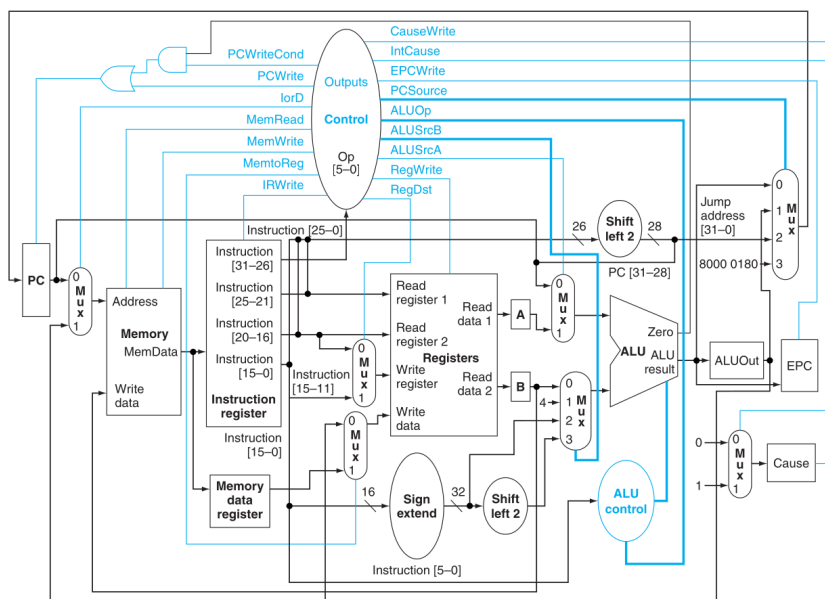 CauseWrite
IntCause
EPCWrite
PCSource
ALUOp
ALUSrcB
ALUSrcA
RegWrite
RegDst
PCWriteCond
PCWrite
IorD
MemRead
MemWrite
MemtoReg
IRWrite
Outputs
Control
Op
[5–0]
Instruction [25–0]
26
Shift
left 2
28
Jump
address
[31–0]
PC [31–28]
0
1
2
3
Mux
8000 0180
PC
0
Mux
1
Address
Memory
MemData
Write
data
Instruction
[31–26]
Instruction
[25–21]
Instruction
[20–16]
Instruction
[15–0]
Instruction
register
Instruction
[15–0]
Memory
data
register
Instruction
[15–11]
0
Mux
1
0
Mux
1
Read
register 1
Read
register 2
Registers
Write
register
Write
data
Read
data 1
Read
data 2
A
B
0
Mux
1
4
0
1
2
3
Mux
Zero
ALU
ALU
result
ALUOut
EPC
0
1
0
Mux
1
Cause
16
Sign
extend
32
Shift
left 2
ALU
control
Instruction [5–0]